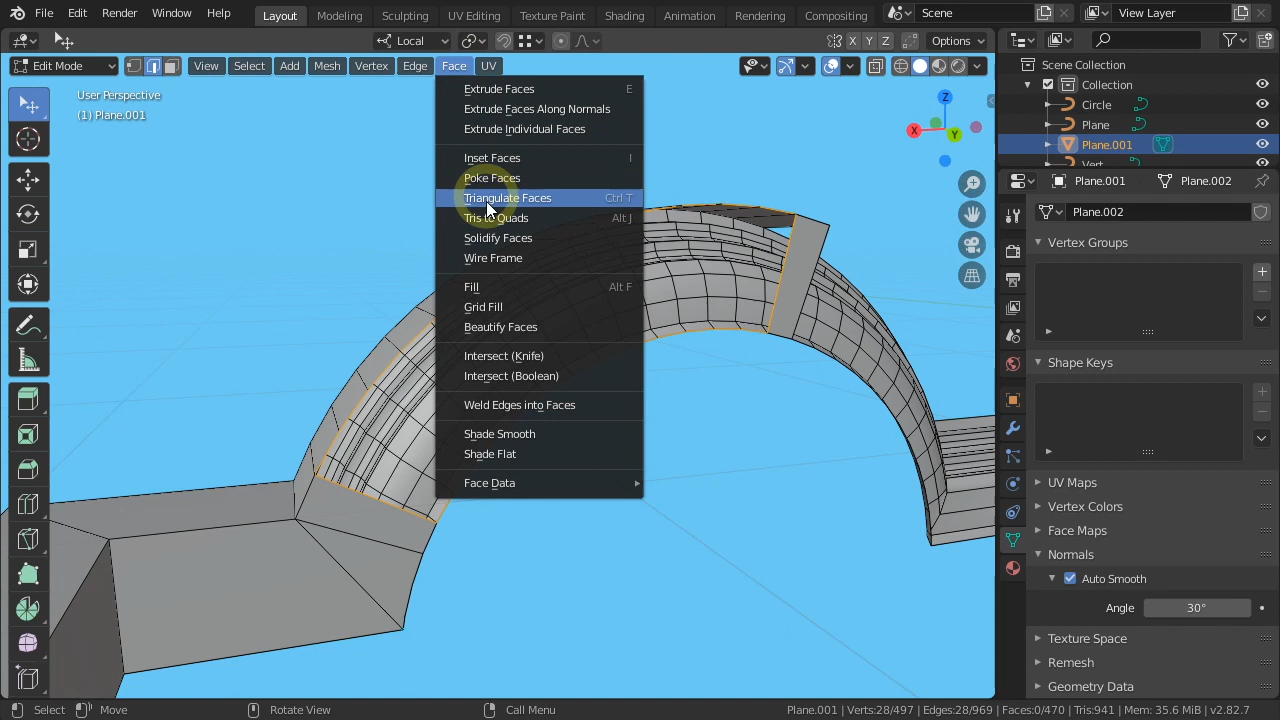 File Edit Render Window Help Layout Modeling Sculpting UV Editing Texture Paint Shading Animation Rendering Compositing Scene View Layer
Local X Y Z Options
Edit Mode View Select Add Mesh Vertex Edge Face UV
User Perspective
(1) Plane.001
Extrude Faces E
Extrude Faces Along Normals
Extrude Individual Faces
Inset Faces I
Poke Faces
Triangulate Faces Ctrl T
Tris to Quads Alt J
Solidify Faces
Wire Frame
Fill Alt F
Grid Fill
Beautify Faces
Intersect (Knife)
Intersect (Boolean)
Weld Edges into Faces
Shade Smooth
Shade Flat
Face Data
Z
X
Y
Scene Collection
Collection
Circle
Plane
Plane.001
Vert
Plane.001 Plane.002
Plane.002
Vertex Groups
Shape Keys
UV Maps
Vertex Colors
Face Maps
Normals
Auto Smooth
Angle 30°
Texture Space
Remesh
Geometry Data
Select Move Rotate View Call Menu Plane.001 | Verts:28/497 | Edges:28/969 | Faces:0/470 | Tris:941 | Mem: 35.6 MiB | v2.82.7